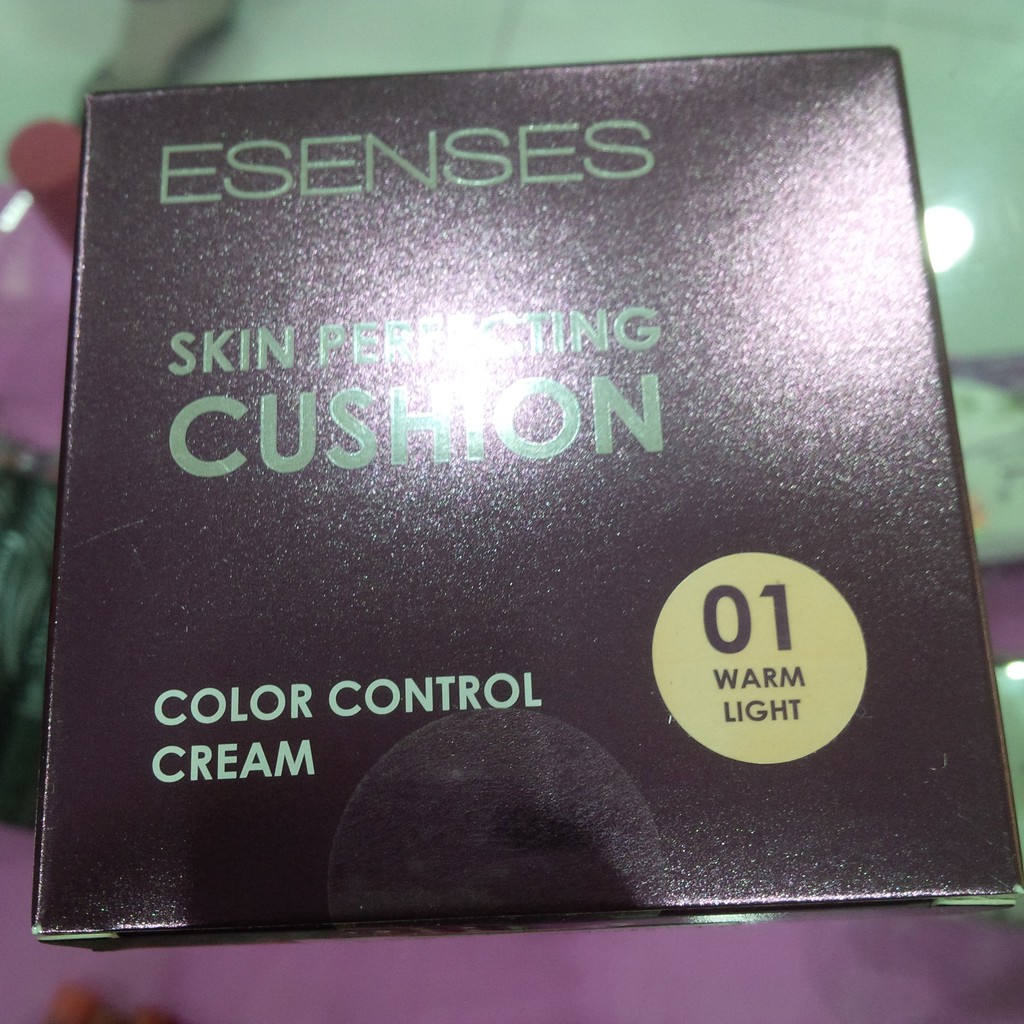 ESENSES
SKIN PERFECTING
CUSHION
01
WARM
LIGHT
COLOR CONTROL
CREAM